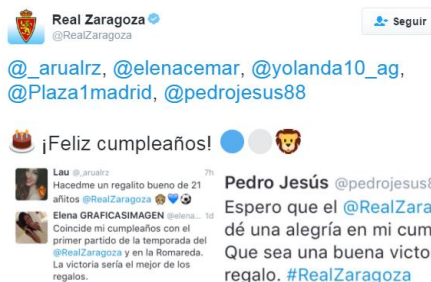 Real Zaragoza
@RealZaragoza
Seguir
@_arualrz, @elenacemar, @yolanda10_ag,
@Plaza1madrid, @pedrojesus88
¡Feliz cumpleaños!
Lau @_arualrz 7h
Hacedme un regalito bueno de 21
añitos @RealZaragoza
Elena GRAFICASIMAGEN @elena... 1d
Coincide mi cumpleaños con el
primer partido de la temporada del
@RealZaragoza y en la Romareda.
La victoria sería el mejor de los
regalos.
Pedro Jesús @pedrojesus8
Espero que el @RealZara
dé una alegría en mi cum
Que sea una buena victo
regalo. #RealZaragoza